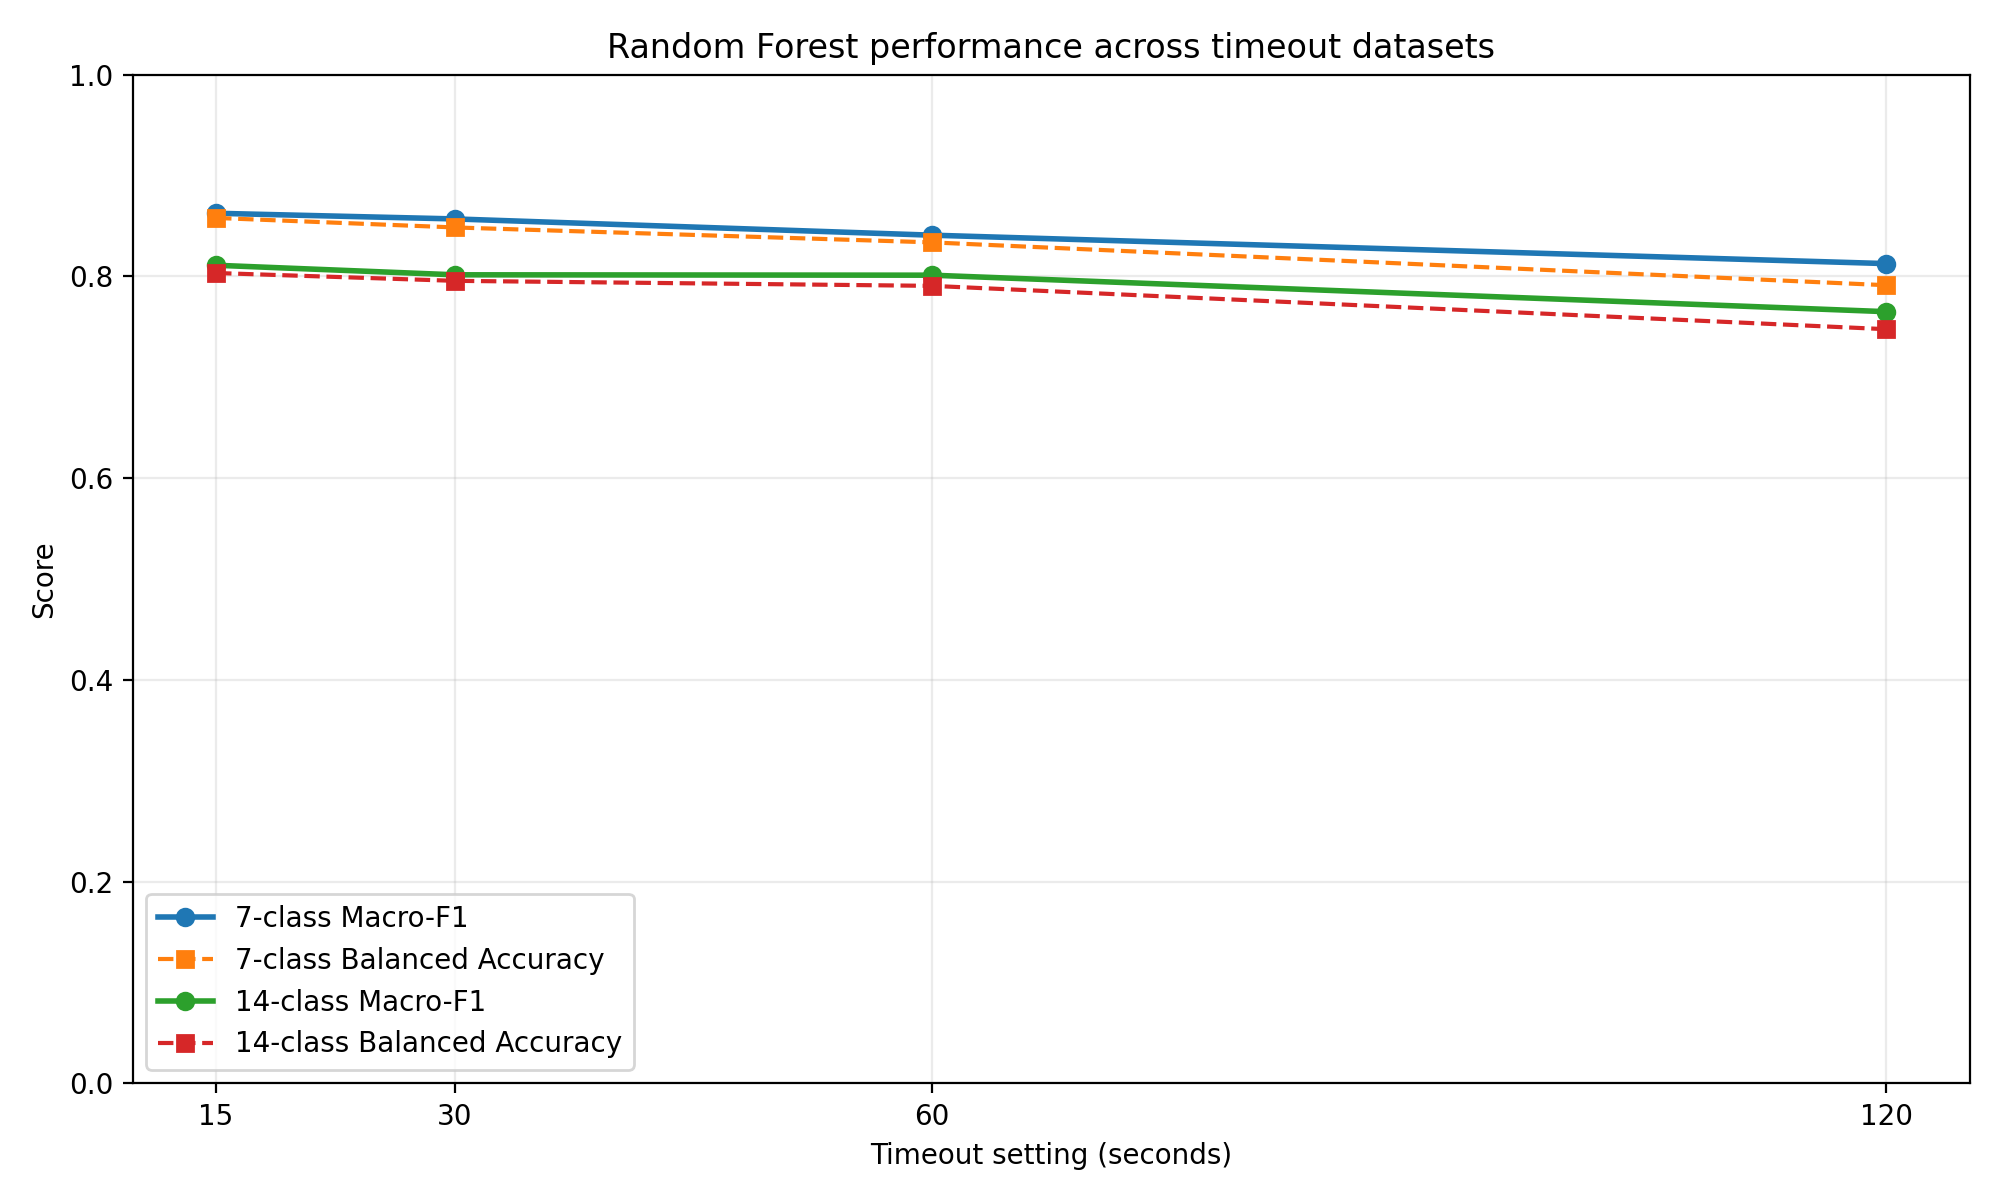 Random Forest performance across timeout datasets
1.0
0.8
0.6
0.4
0.2
0.0
Score
7-class Macro-F1
7-class Balanced Accuracy
14-class Macro-F1
14-class Balanced Accuracy
15 30 60 120
Timeout setting (seconds)